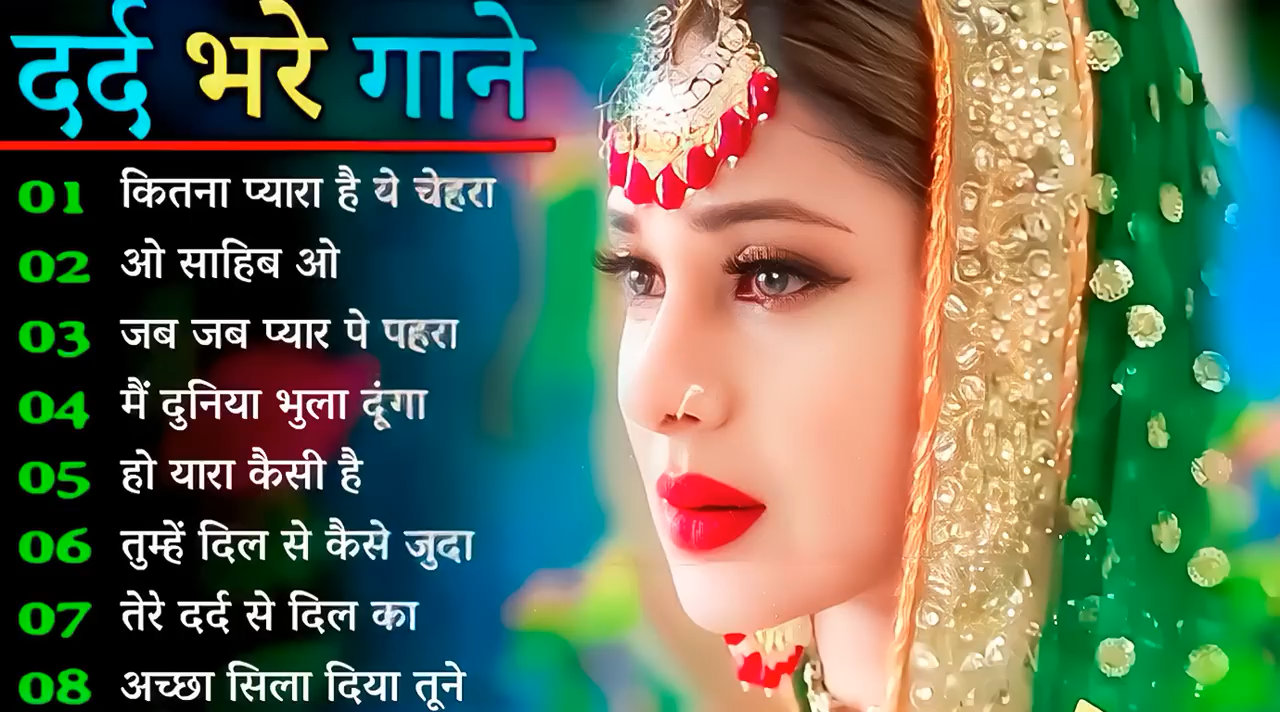 दर्द भरे गाने
01 कितना प्यारा है ये चेहरा
02 ओ साहिब ओ
03 जब जब प्यार पे पहरा
04 मैं दुनिया भुला दूंगा
05 हो यारा कैसी है
06 तुम्हें दिल से कैसे जुदा
07 तेरे दर्द से दिल का
08 अच्छा सिला दिया तूने